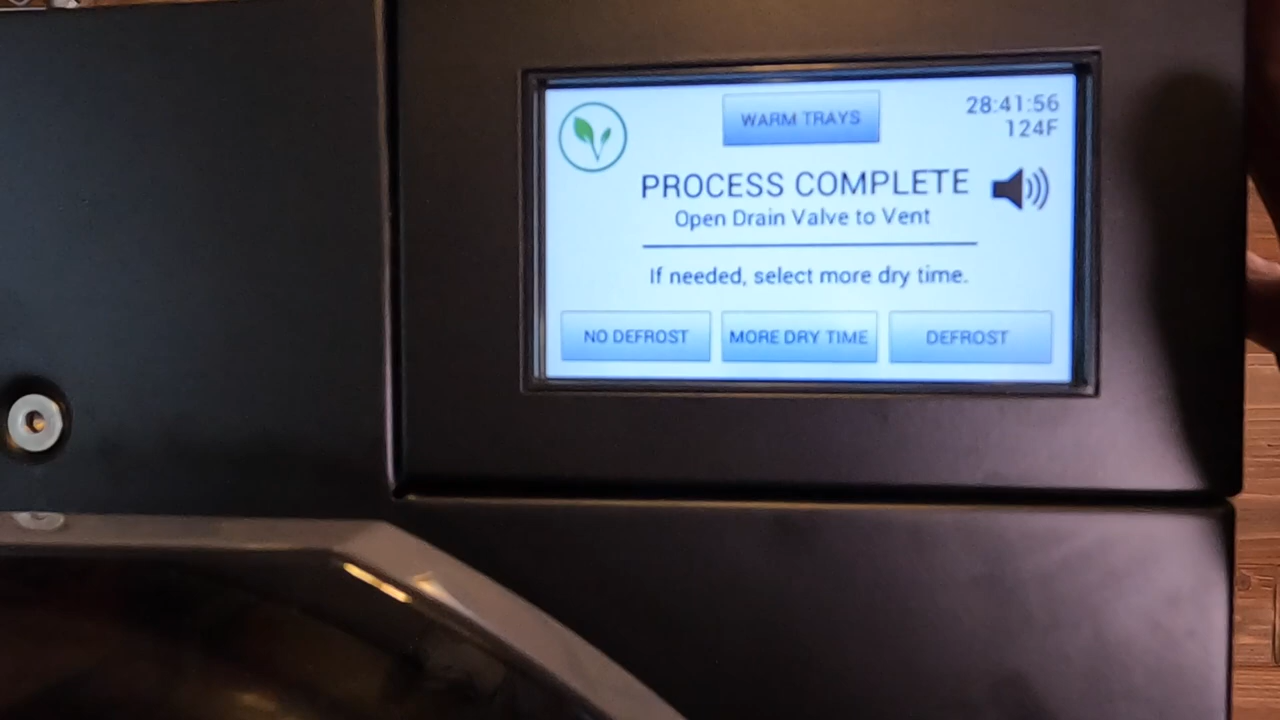 WARM TRAYS
28:41:56
124F
PROCESS COMPLETE
Open Drain Valve to Vent
If needed, select more dry time.
NO DEFROST
MORE DRY TIME
DEFROST